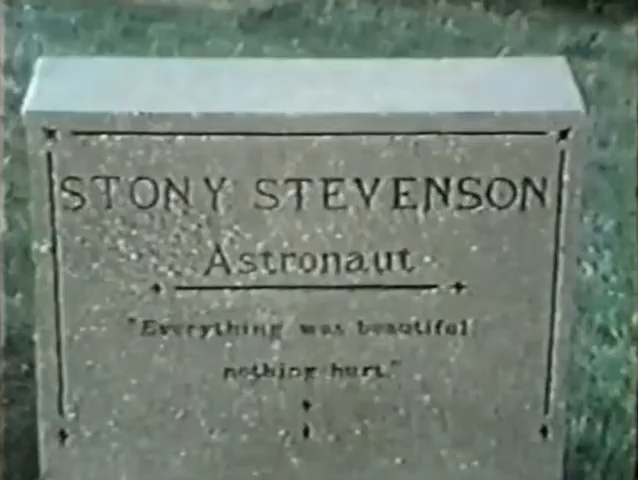 STONY STEVENSON
Astronaut
"Everything was beautiful
nothing hurt."